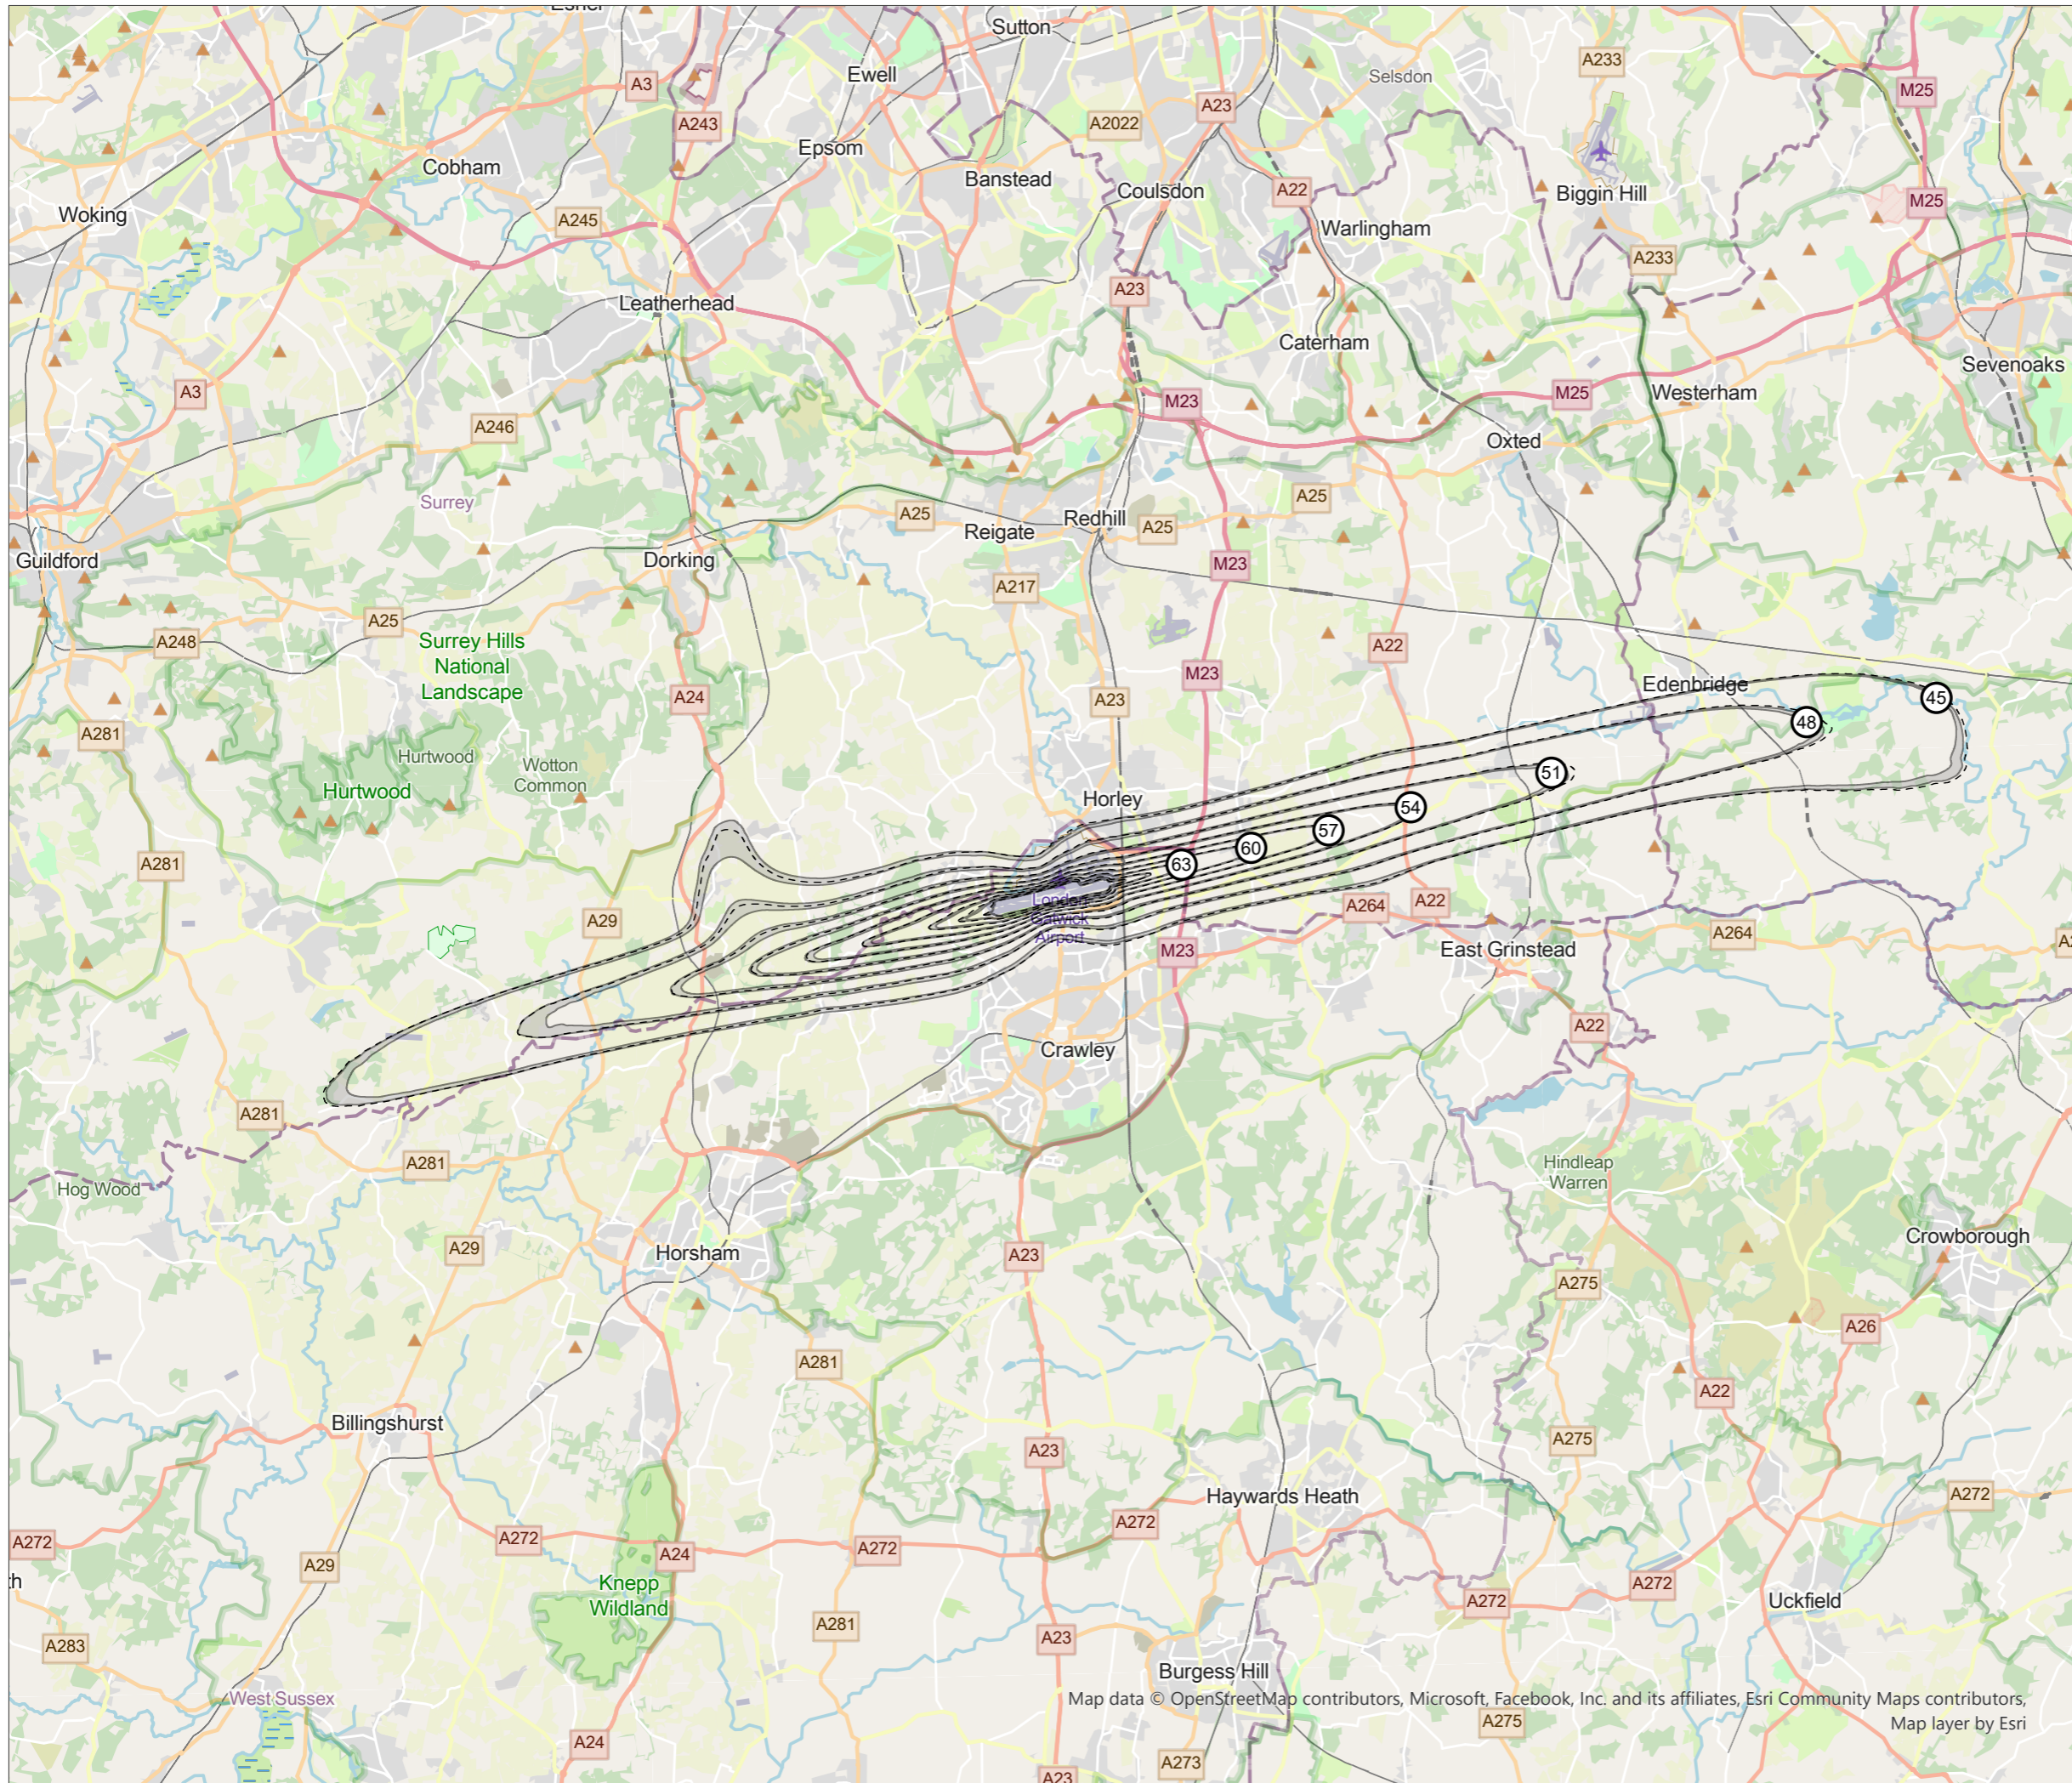 Sutton
A233
Ewell
Selsdon
A3
M25
A23
A243
A2022
Epsom
Cobham
Banstead
Coulsdon
A22
Biggin Hill
M25
Woking
A245
Warlingham
A233
A23
Leatherhead
Caterham
Sevenoaks
A3
M23
M25
Westerham
A246
Oxted
Surrey
A25
A25
Redhill
A25
Reigate
Guildford
Dorking
M23
A217
A25
A248
Surrey Hills
National
Landscape
A22
M23
Edenbridge
A24
A23
45
A281
48
Hurtwood
Wotton
Common
51
Hurtwood
Horley
54
57
60
63
A281
London
Gatwick
Airport
A264
A22
A29
A264
M23
East Grinstead
A22
Crawley
A281
A281
Hindleap
Warren
Hog Wood
A29
Horsham
A23
Crowborough
A275
A26
A281
A22
Billingshurst
A23
A275
Haywards Heath
A272
A272
A272
A272
A24
A272
A29
Knepp
Wildland
A272
A272
Uckfield
A281
A283
A23
Burgess Hill
West Sussex
Map data © OpenStreetMap contributors, Microsoft, Facebook, Inc. and its affiliates, Esri Community Maps contributors,
Map layer by Esri
A275
A24
A273
A23